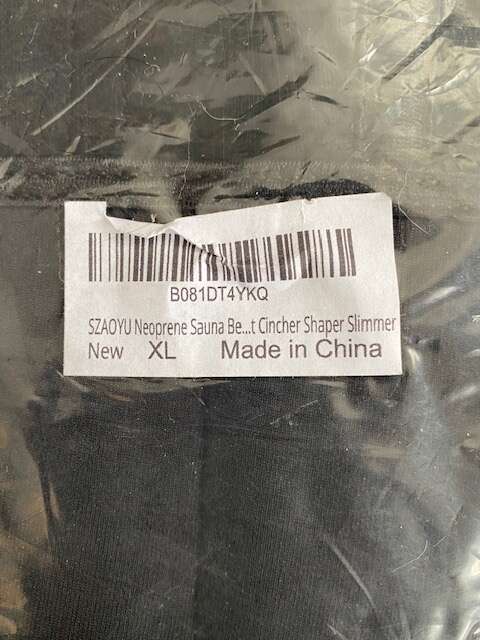 B081DT4YKQ
SZAOYU Neoprene Sauna Be...t Cincher Shaper Slimmer
New XL Made in China